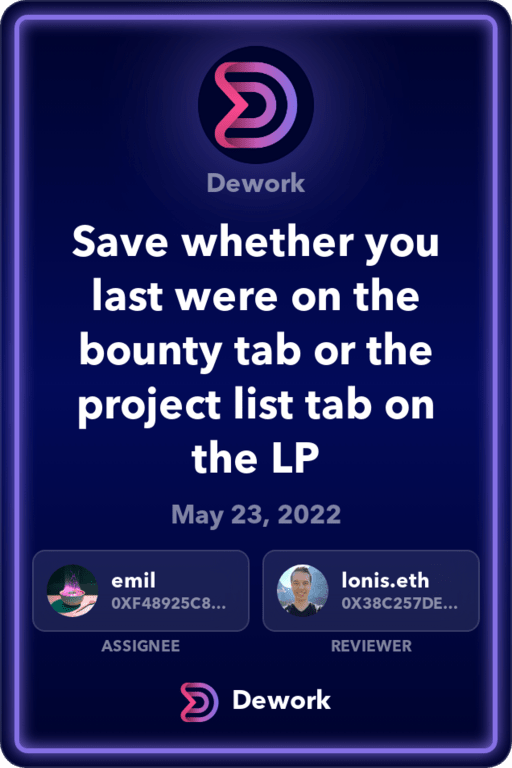 Dework
Save whether you
last were on the
bounty tab or the
project list tab on
the LP
May 23, 2022
emil
0XF48925C8...
ASSIGNEE
lonis.eth
0X38C257DE...
REVIEWER
Dework